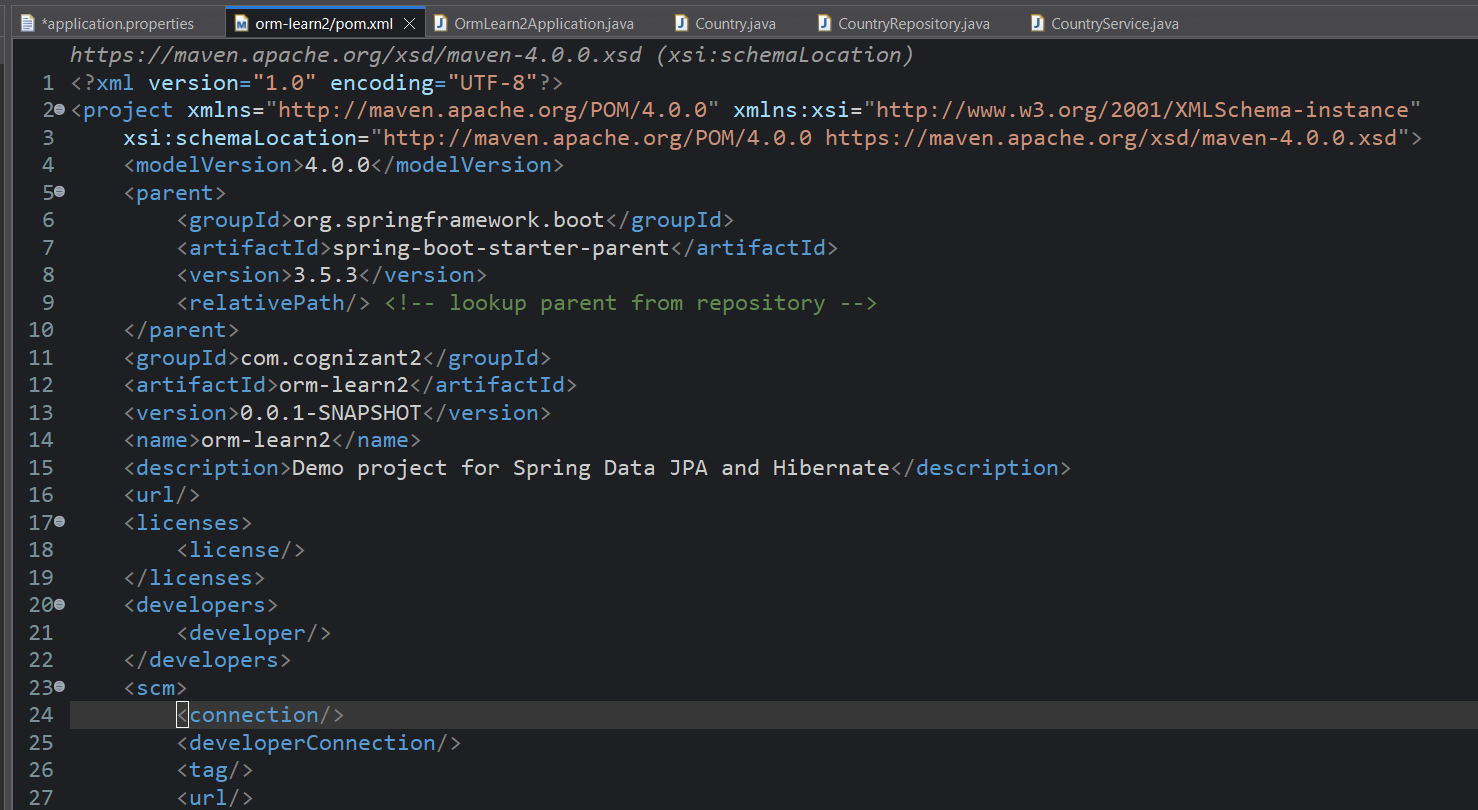 *application.properties orm-learn2/pom.xml OrmLearn2Application.java Country.java CountryRepository.java CountryService.java
https://maven.apache.org/xsd/maven-4.0.0.xsd (xsi:schemaLocation)
1 <?xml version="1.0" encoding="UTF-8"?>
2 <project xmlns="http://maven.apache.org/POM/4.0.0" xmlns:xsi="http://www.w3.org/2001/XMLSchema-instance"
3 xsi:schemaLocation="http://maven.apache.org/POM/4.0.0 https://maven.apache.org/xsd/maven-4.0.0.xsd">
4 <modelVersion>4.0.0</modelVersion>
5 <parent>
6 <groupId>org.springframework.boot</groupId>
7 <artifactId>spring-boot-starter-parent</artifactId>
8 <version>3.5.3</version>
9 <relativePath/> <!-- lookup parent from repository -->
10 </parent>
11 <groupId>com.cognizant2</groupId>
12 <artifactId>orm-learn2</artifactId>
13 <version>0.0.1-SNAPSHOT</version>
14 <name>orm-learn2</name>
15 <description>Demo project for Spring Data JPA and Hibernate</description>
16 <url/>
17 <licenses>
18 <license/>
19 </licenses>
20 <developers>
21 <developer/>
22 </developers>
23 <scm>
24 <connection/>
25 <developerConnection/>
26 <tag/>
27 <url/>